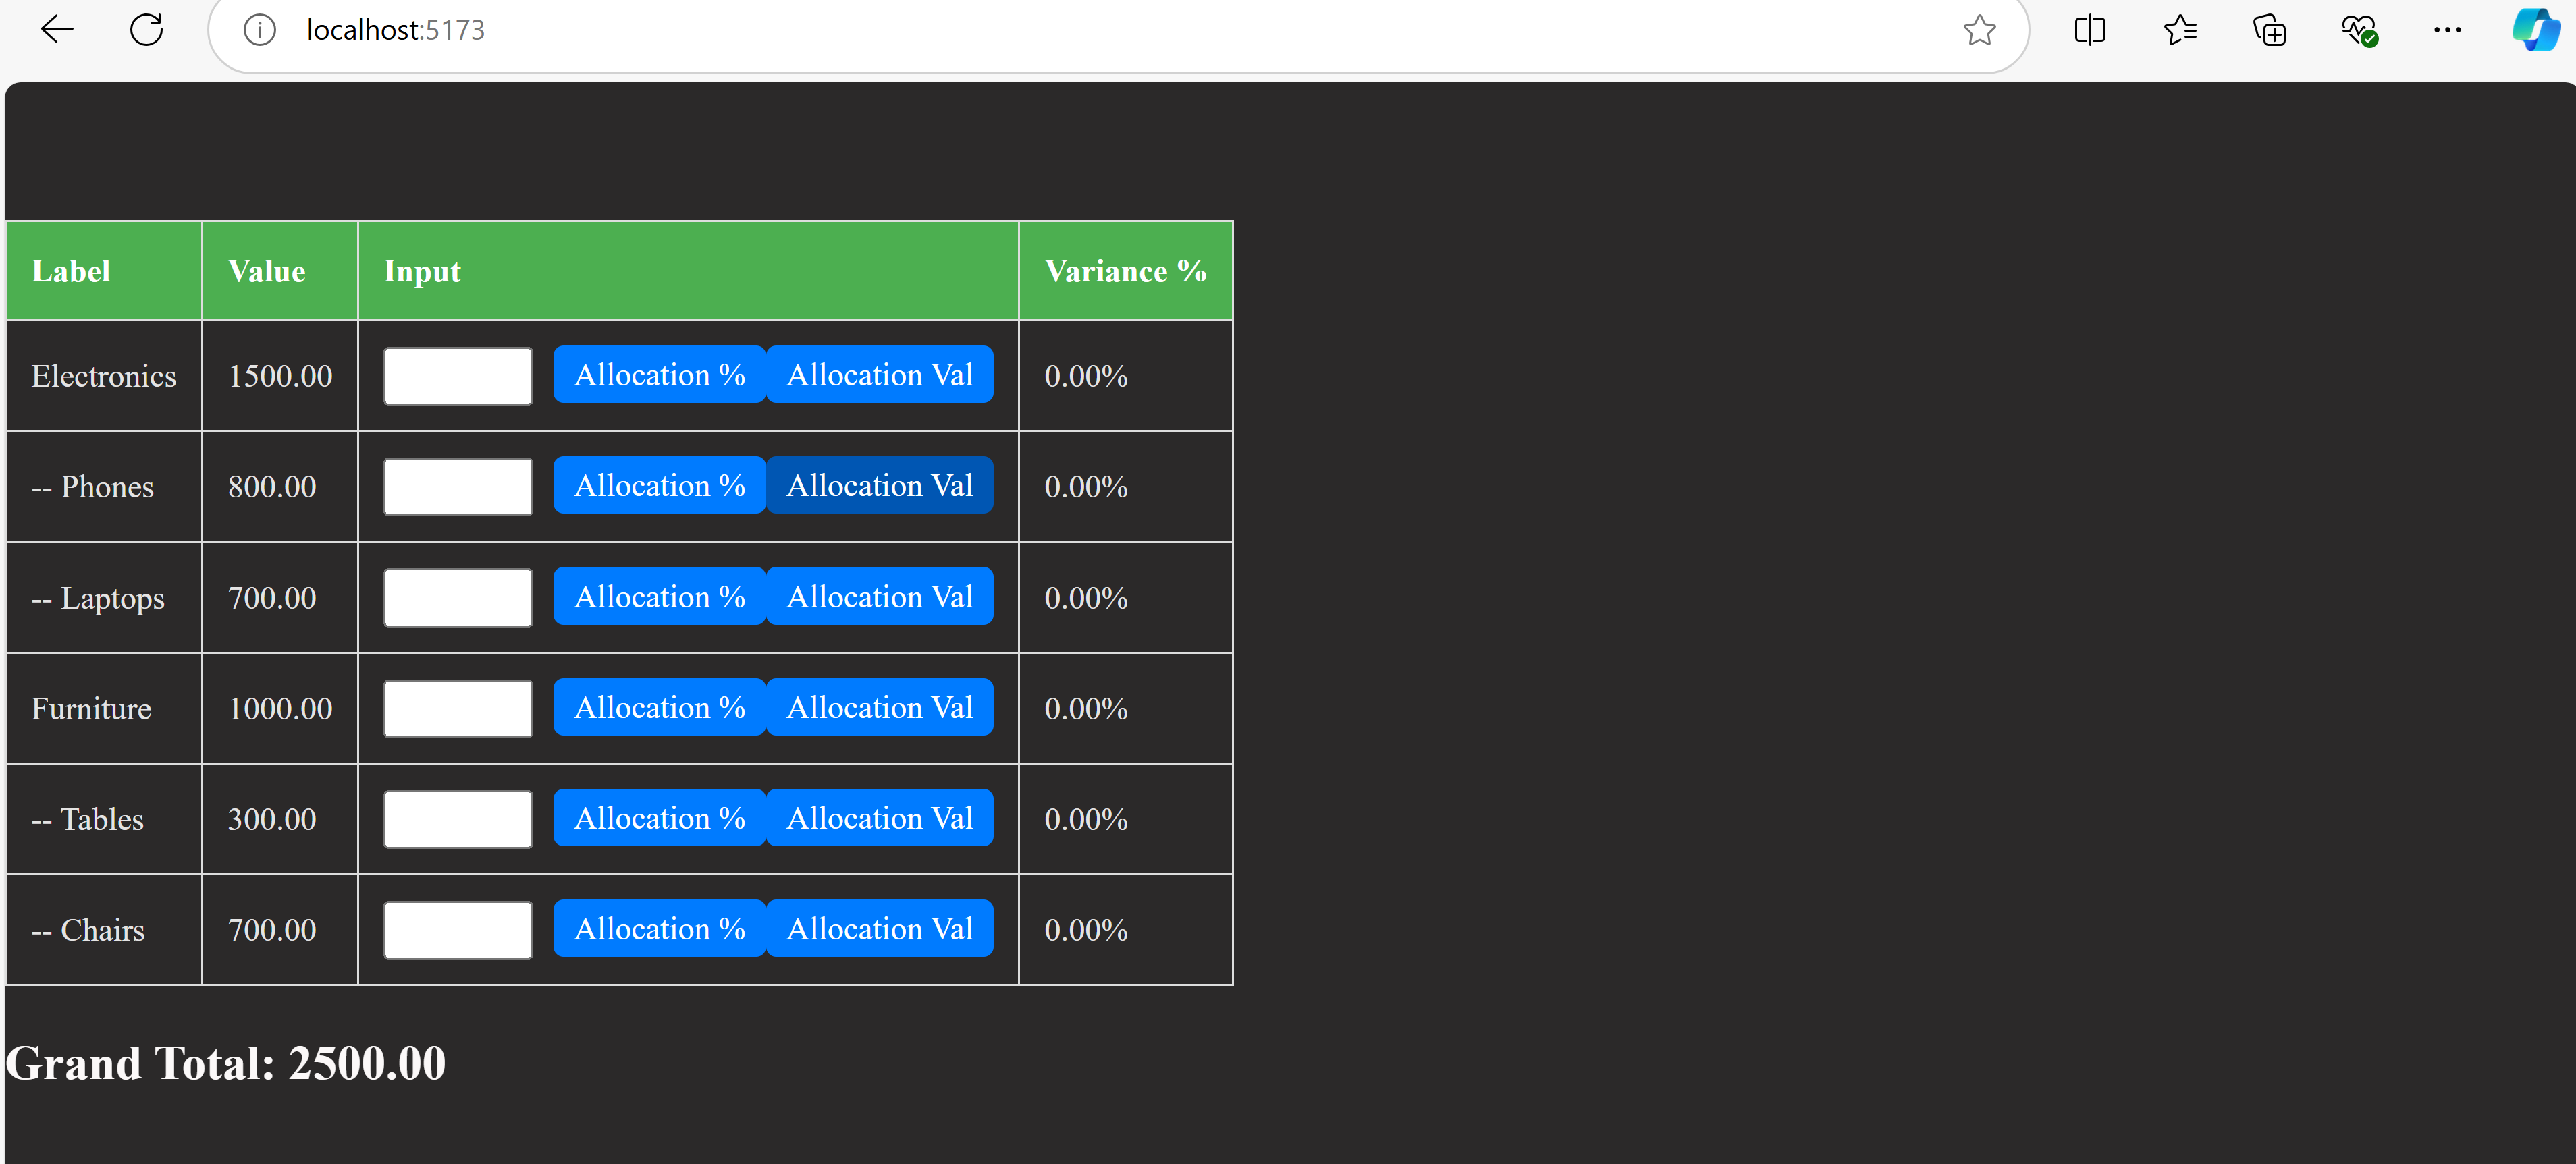 localhost:5173
Label Value Input Variance %
Electronics 1500.00 Allocation % Allocation Val 0.00%
-- Phones 800.00 Allocation % Allocation Val 0.00%
-- Laptops 700.00 Allocation % Allocation Val 0.00%
Furniture 1000.00 Allocation % Allocation Val 0.00%
-- Tables 300.00 Allocation % Allocation Val 0.00%
-- Chairs 700.00 Allocation % Allocation Val 0.00%
Grand Total: 2500.00